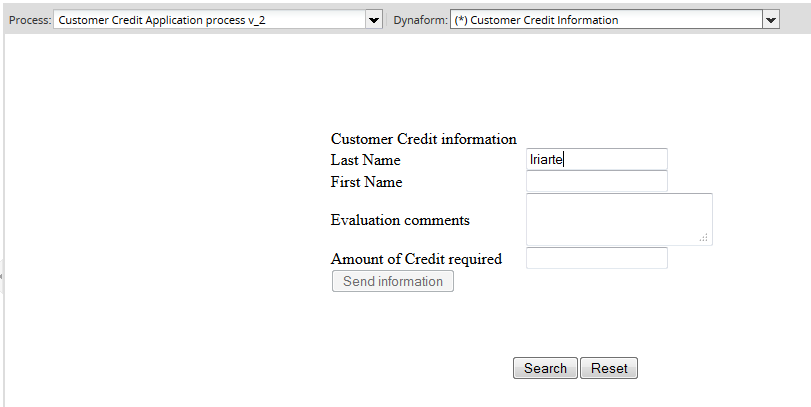 Process: Customer Credit Application process v_2 Dynaform: (*) Customer Credit Information
Customer Credit information
Last Name Iriarte
First Name
Evaluation comments
Amount of Credit required
Send information
Search Reset